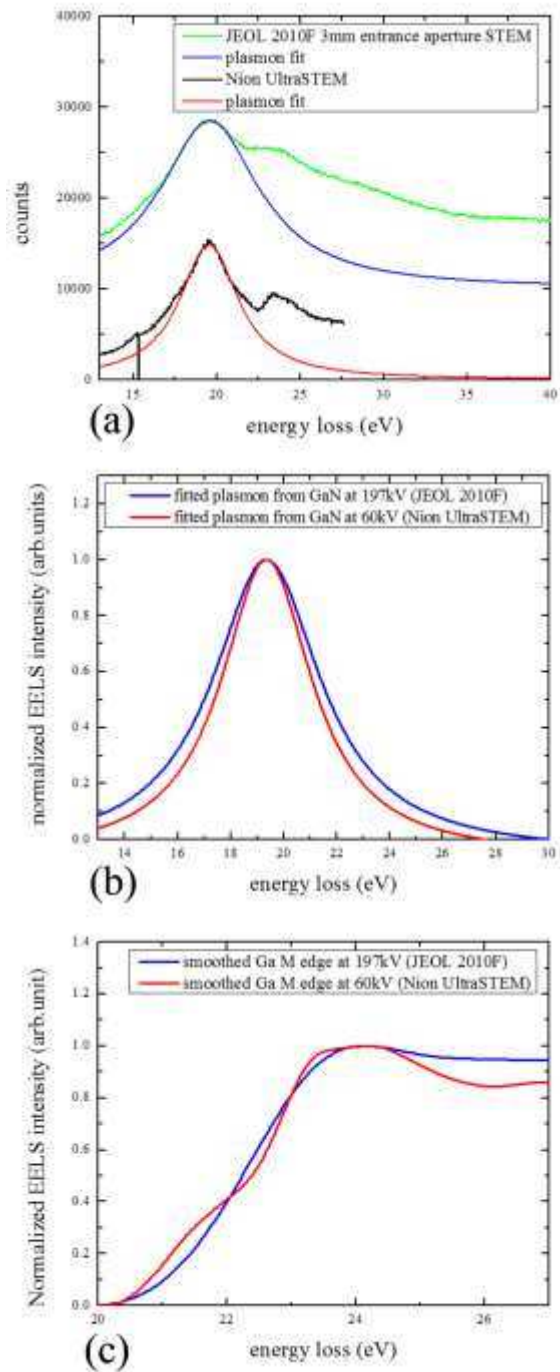 JEOL 2010F 3mm entrance aperture STEM
plasmon fit
Nion UltraSTEM
plasmon fit
40000
30000
20000
10000
0
counts
15 20 25 30 35 40
energy loss (eV)
(a)
fitted plasmon from GaN at 197kV (JEOL 2010F)
fitted plasmon from GaN at 60kV (Nion UltraSTEM)
1.2
1.0
0.8
0.6
0.4
0.2
0.0
normalized EELS intensity (arb.units)
14 16 18 20 22 24 26 28 30
energy loss (eV)
(b)
smoothed Ga M edge at 197kV (JEOL 2010F)
smoothed Ga M edge at 60kV (Nion UltraSTEM)
1.4
1.2
1.0
0.8
0.6
0.4
0.2
0.0
Normalized EELS intensity (arb.unit)
20 22 24 26
energy loss (eV)
(c)